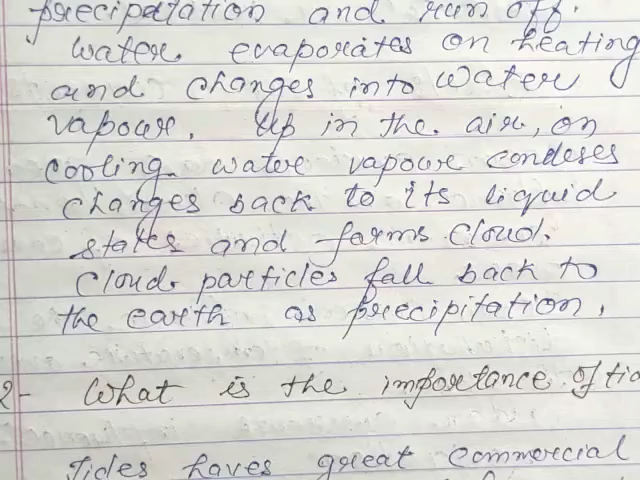 precipitation and run off.
Water evaporates on heating
and changes into water
vapour. Up in the air, on
cooling water vapour condeses
changes back to its liquid
states and forms cloud.
Cloud particles fall back to
the earth as precipitation.
2- What is the importance of
Tides haves great commercial